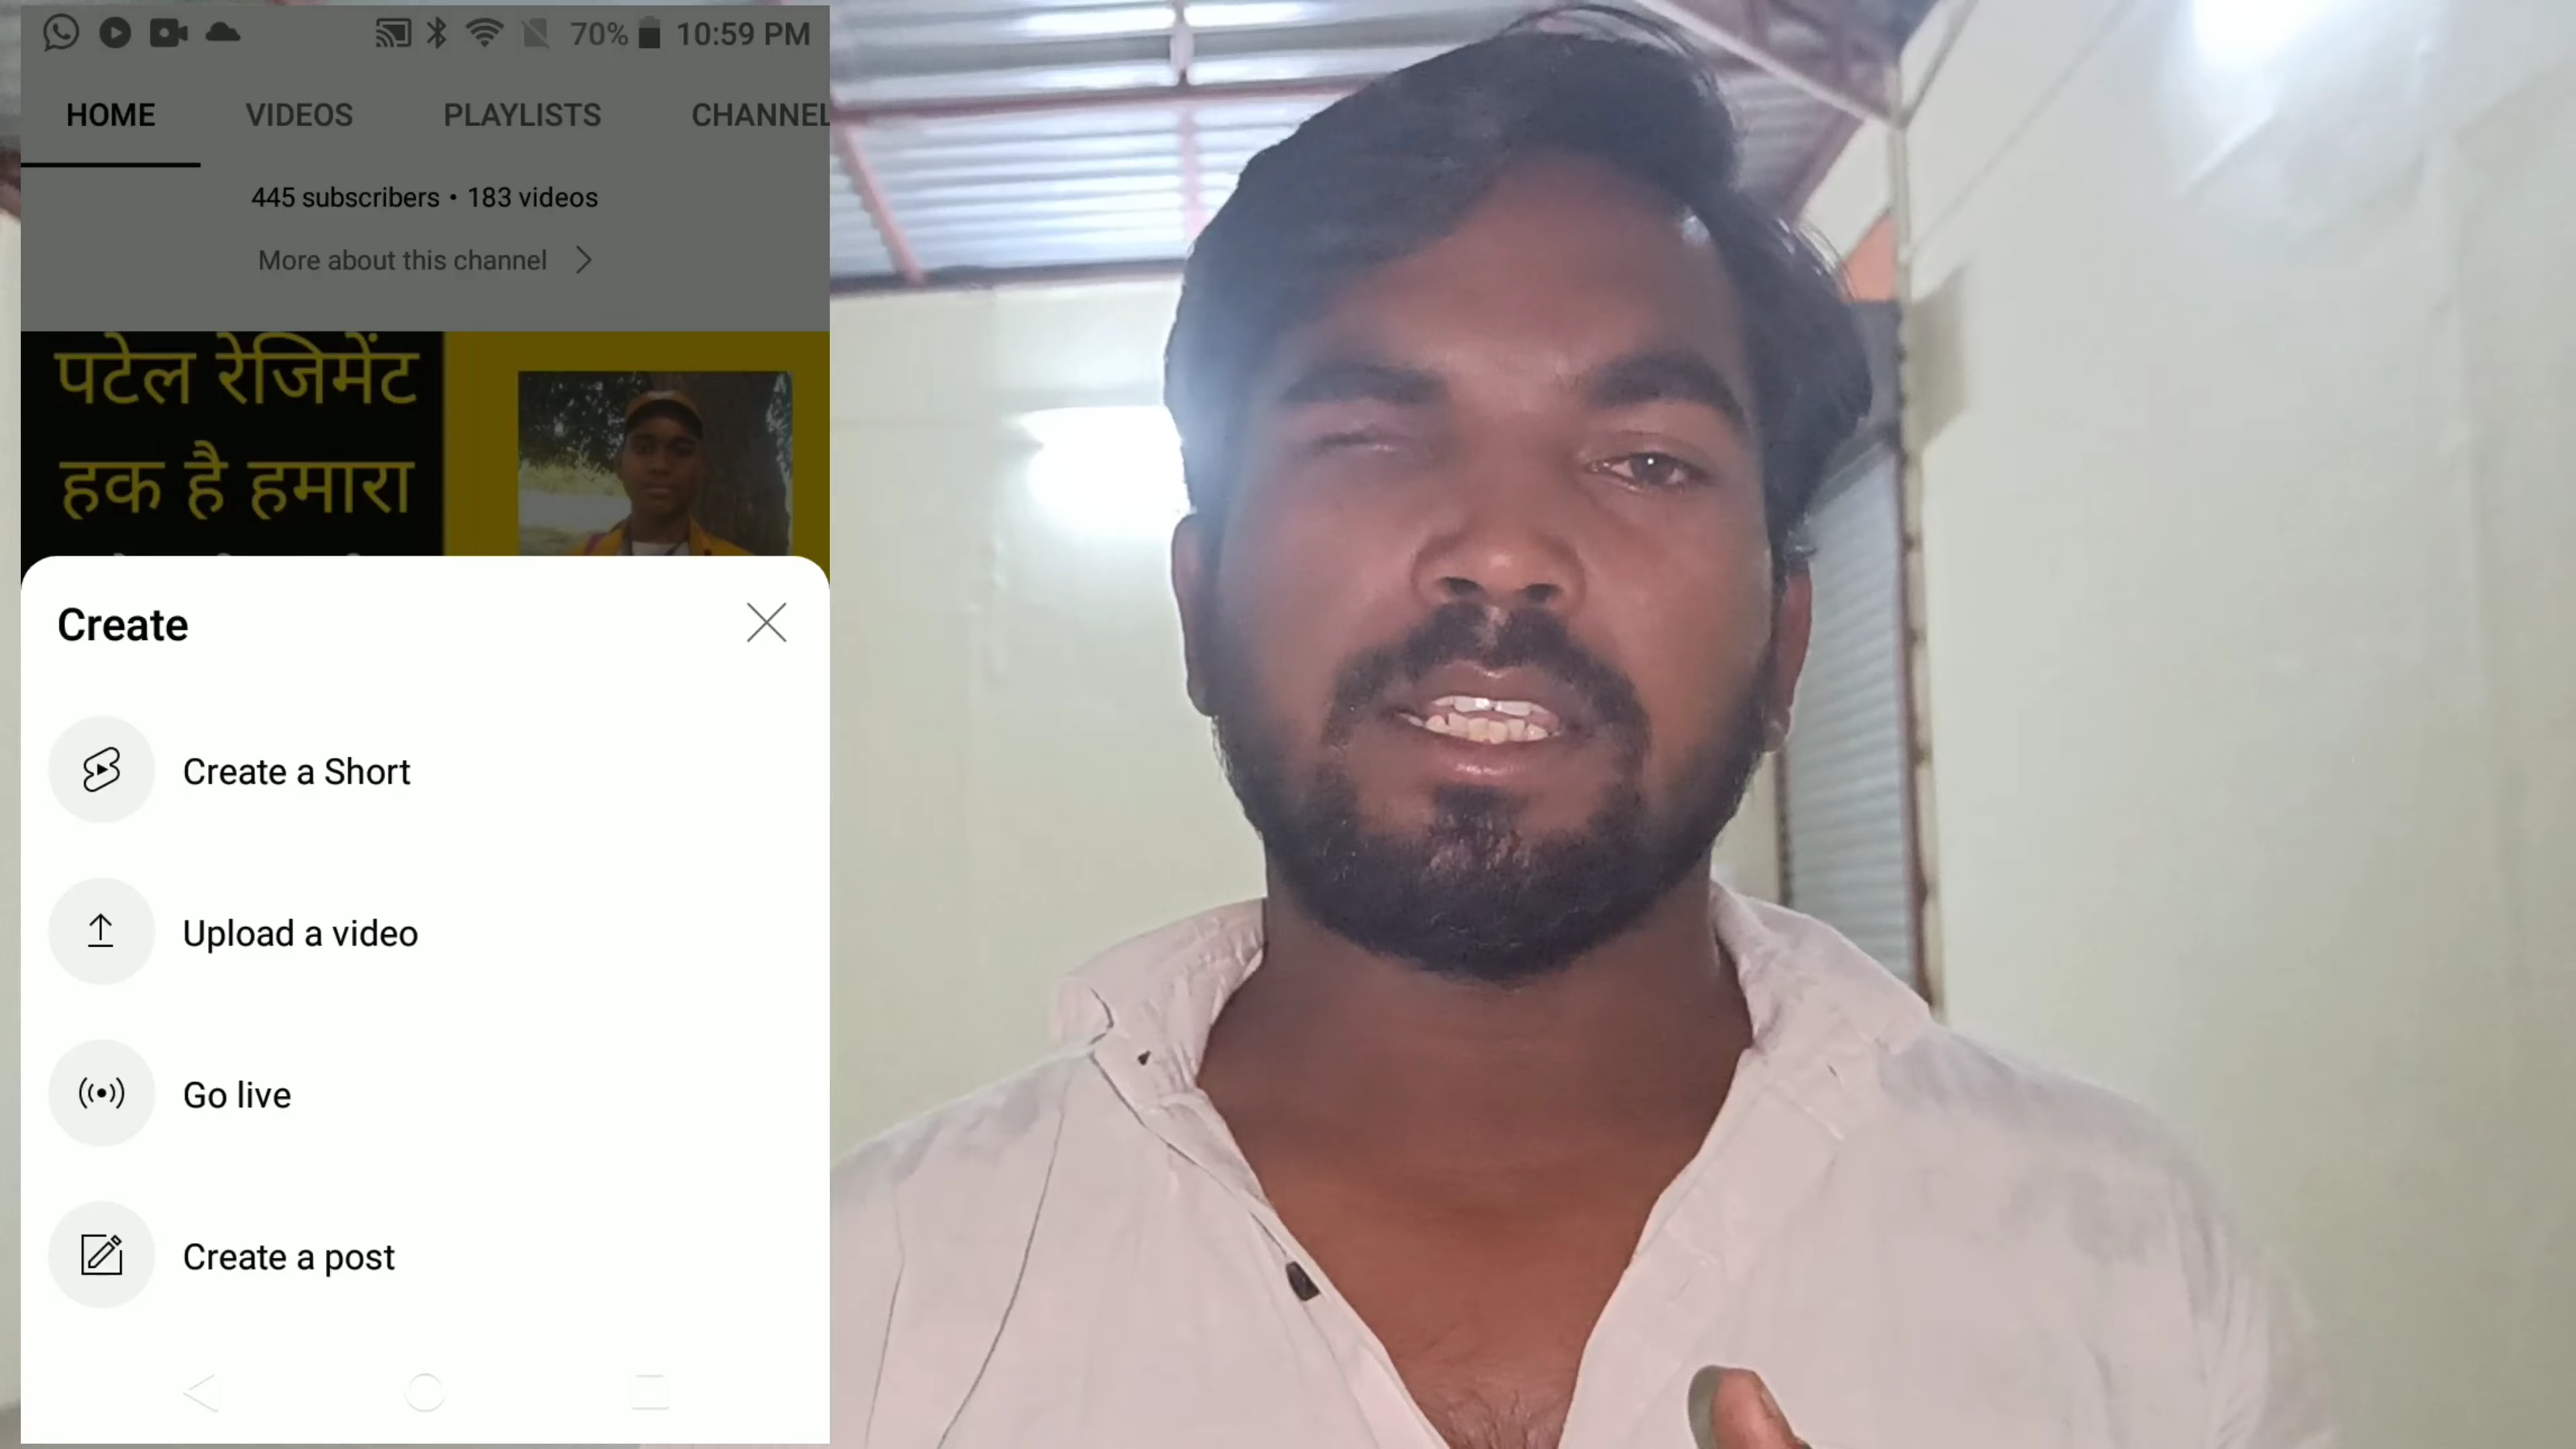 70% 10:59 PM
HOME VIDEOS PLAYLISTS CHANNEL
445 subscribers • 183 videos
More about this channel
पटेल रेजिमेंट
हक है हमारा
Create
Create a Short
Upload a video
Go live
Create a post